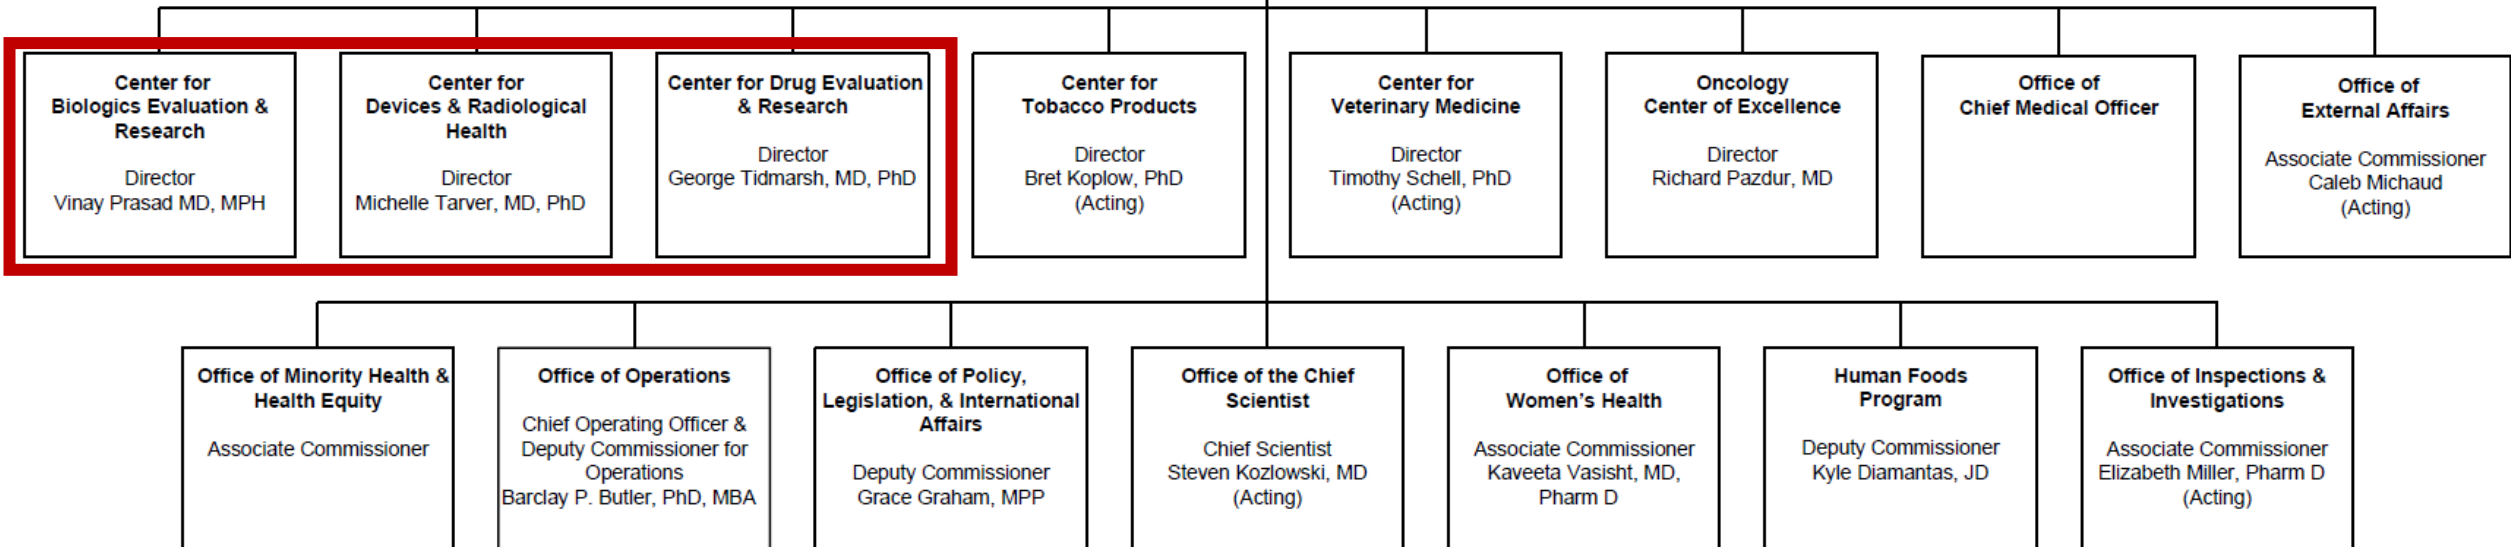 Center for
Biologics Evaluation &
Research
Director
Vinay Prasad MD, MPH
Center for
Devices & Radiological
Health
Director
Michelle Tarver, MD, PhD
Center for Drug Evaluation
& Research
Director
George Tidmarsh, MD, PhD
Center for
Tobacco Products
Director
Bret Koplow, PhD
(Acting)
Center for
Veterinary Medicine
Director
Timothy Schell, PhD
(Acting)
Oncology
Center of Excellence
Director
Richard Pazdur, MD
Office of
Chief Medical Officer
Office of
External Affairs
Associate Commissioner
Caleb Michaud
(Acting)
Office of Minority Health &
Health Equity
Associate Commissioner
Office of Operations
Chief Operating Officer &
Deputy Commissioner for
Operations
Barclay P. Butler, PhD, MBA
Office of Policy,
Legislation, & International
Affairs
Deputy Commissioner
Grace Graham, MPP
Office of the Chief
Scientist
Chief Scientist
Steven Kozlowski, MD
(Acting)
Office of
Women's Health
Associate Commissioner
Kaveeta Vasisht, MD,
Pharm D
Human Foods
Program
Deputy Commissioner
Kyle Diamantas, JD
Office of Inspections &
Investigations
Associate Commissioner
Elizabeth Miller, Pharm D
(Acting)